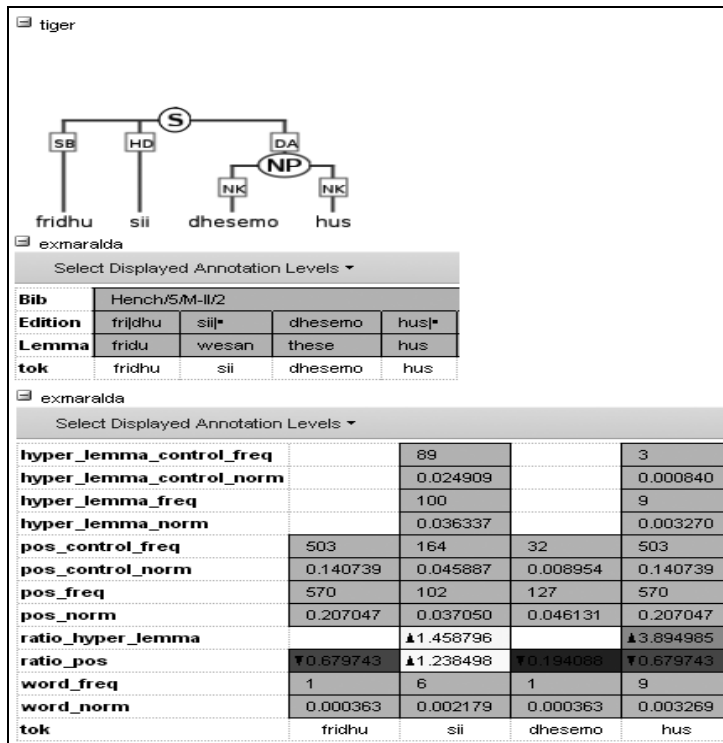 tiger
S
SB HD DA
NP
NK NK
fridhu sii dhesemo hus
exmaralda
Select Displayed Annotation Levels ▾
Bib Hench/5/M-II/2
Edition fri|dhu sii|▪ dhesemo hus|▪
Lemma fridu wesan these hus
tok fridhu sii dhesemo hus
exmaralda
Select Displayed Annotation Levels ▾
hyper_lemma_control_freq 89 3
hyper_lemma_control_norm 0.024909 0.000840
hyper_lemma_freq 100 9
hyper_lemma_norm 0.036337 0.003270
pos_control_freq 503 164 32 503
pos_control_norm 0.140739 0.045887 0.008954 0.140739
pos_freq 570 102 127 570
pos_norm 0.207047 0.037050 0.046131 0.207047
ratio_hyper_lemma ▲1.458796 ▲3.894985
ratio_pos ▼0.679743 ▲1.238498 ▼0.194088 ▼0.679743
word_freq 1 6 1 9
word_norm 0.000363 0.002179 0.000363 0.003269
tok fridhu sii dhesemo hus